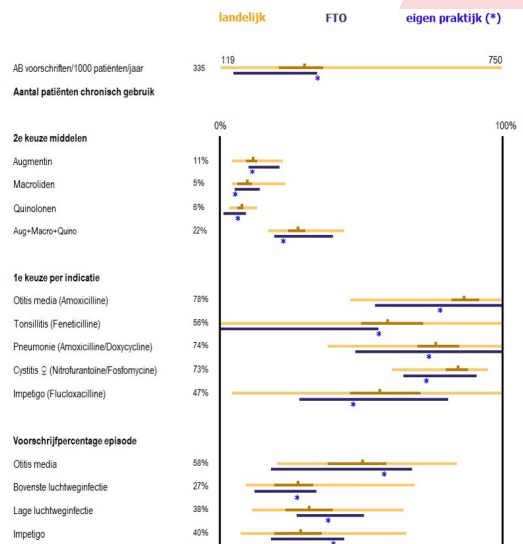 landelijk FTO eigen praktijk (*)
119 750
AB voorschriften/1000 patiënten/jaar 335
*
Aantal patiënten chronisch gebruik
0% 100%
2e keuze middelen
Augmentin 11%
*
Macroliden 5%
*
Quinolonen 6%
*
Aug+Macro+Quino 22%
*
1e keuze per indicatie
Otitis media (Amoxicilline) 78%
*
Tonsillitis (Feneticilline) 56%
*
Pneumonie (Amoxicilline/Doxycycline) 74%
*
Cystitis ♀ (Nitrofurantoine/Fosfomycine) 73%
*
Impetigo (Flucloxacilline) 47%
*
Voorschrijfpercentage episode
Otitis media 58%
*
Bovenste luchtweginfectie 27%
*
Lage luchtweginfectie 38%
*
Impetigo 40%
*